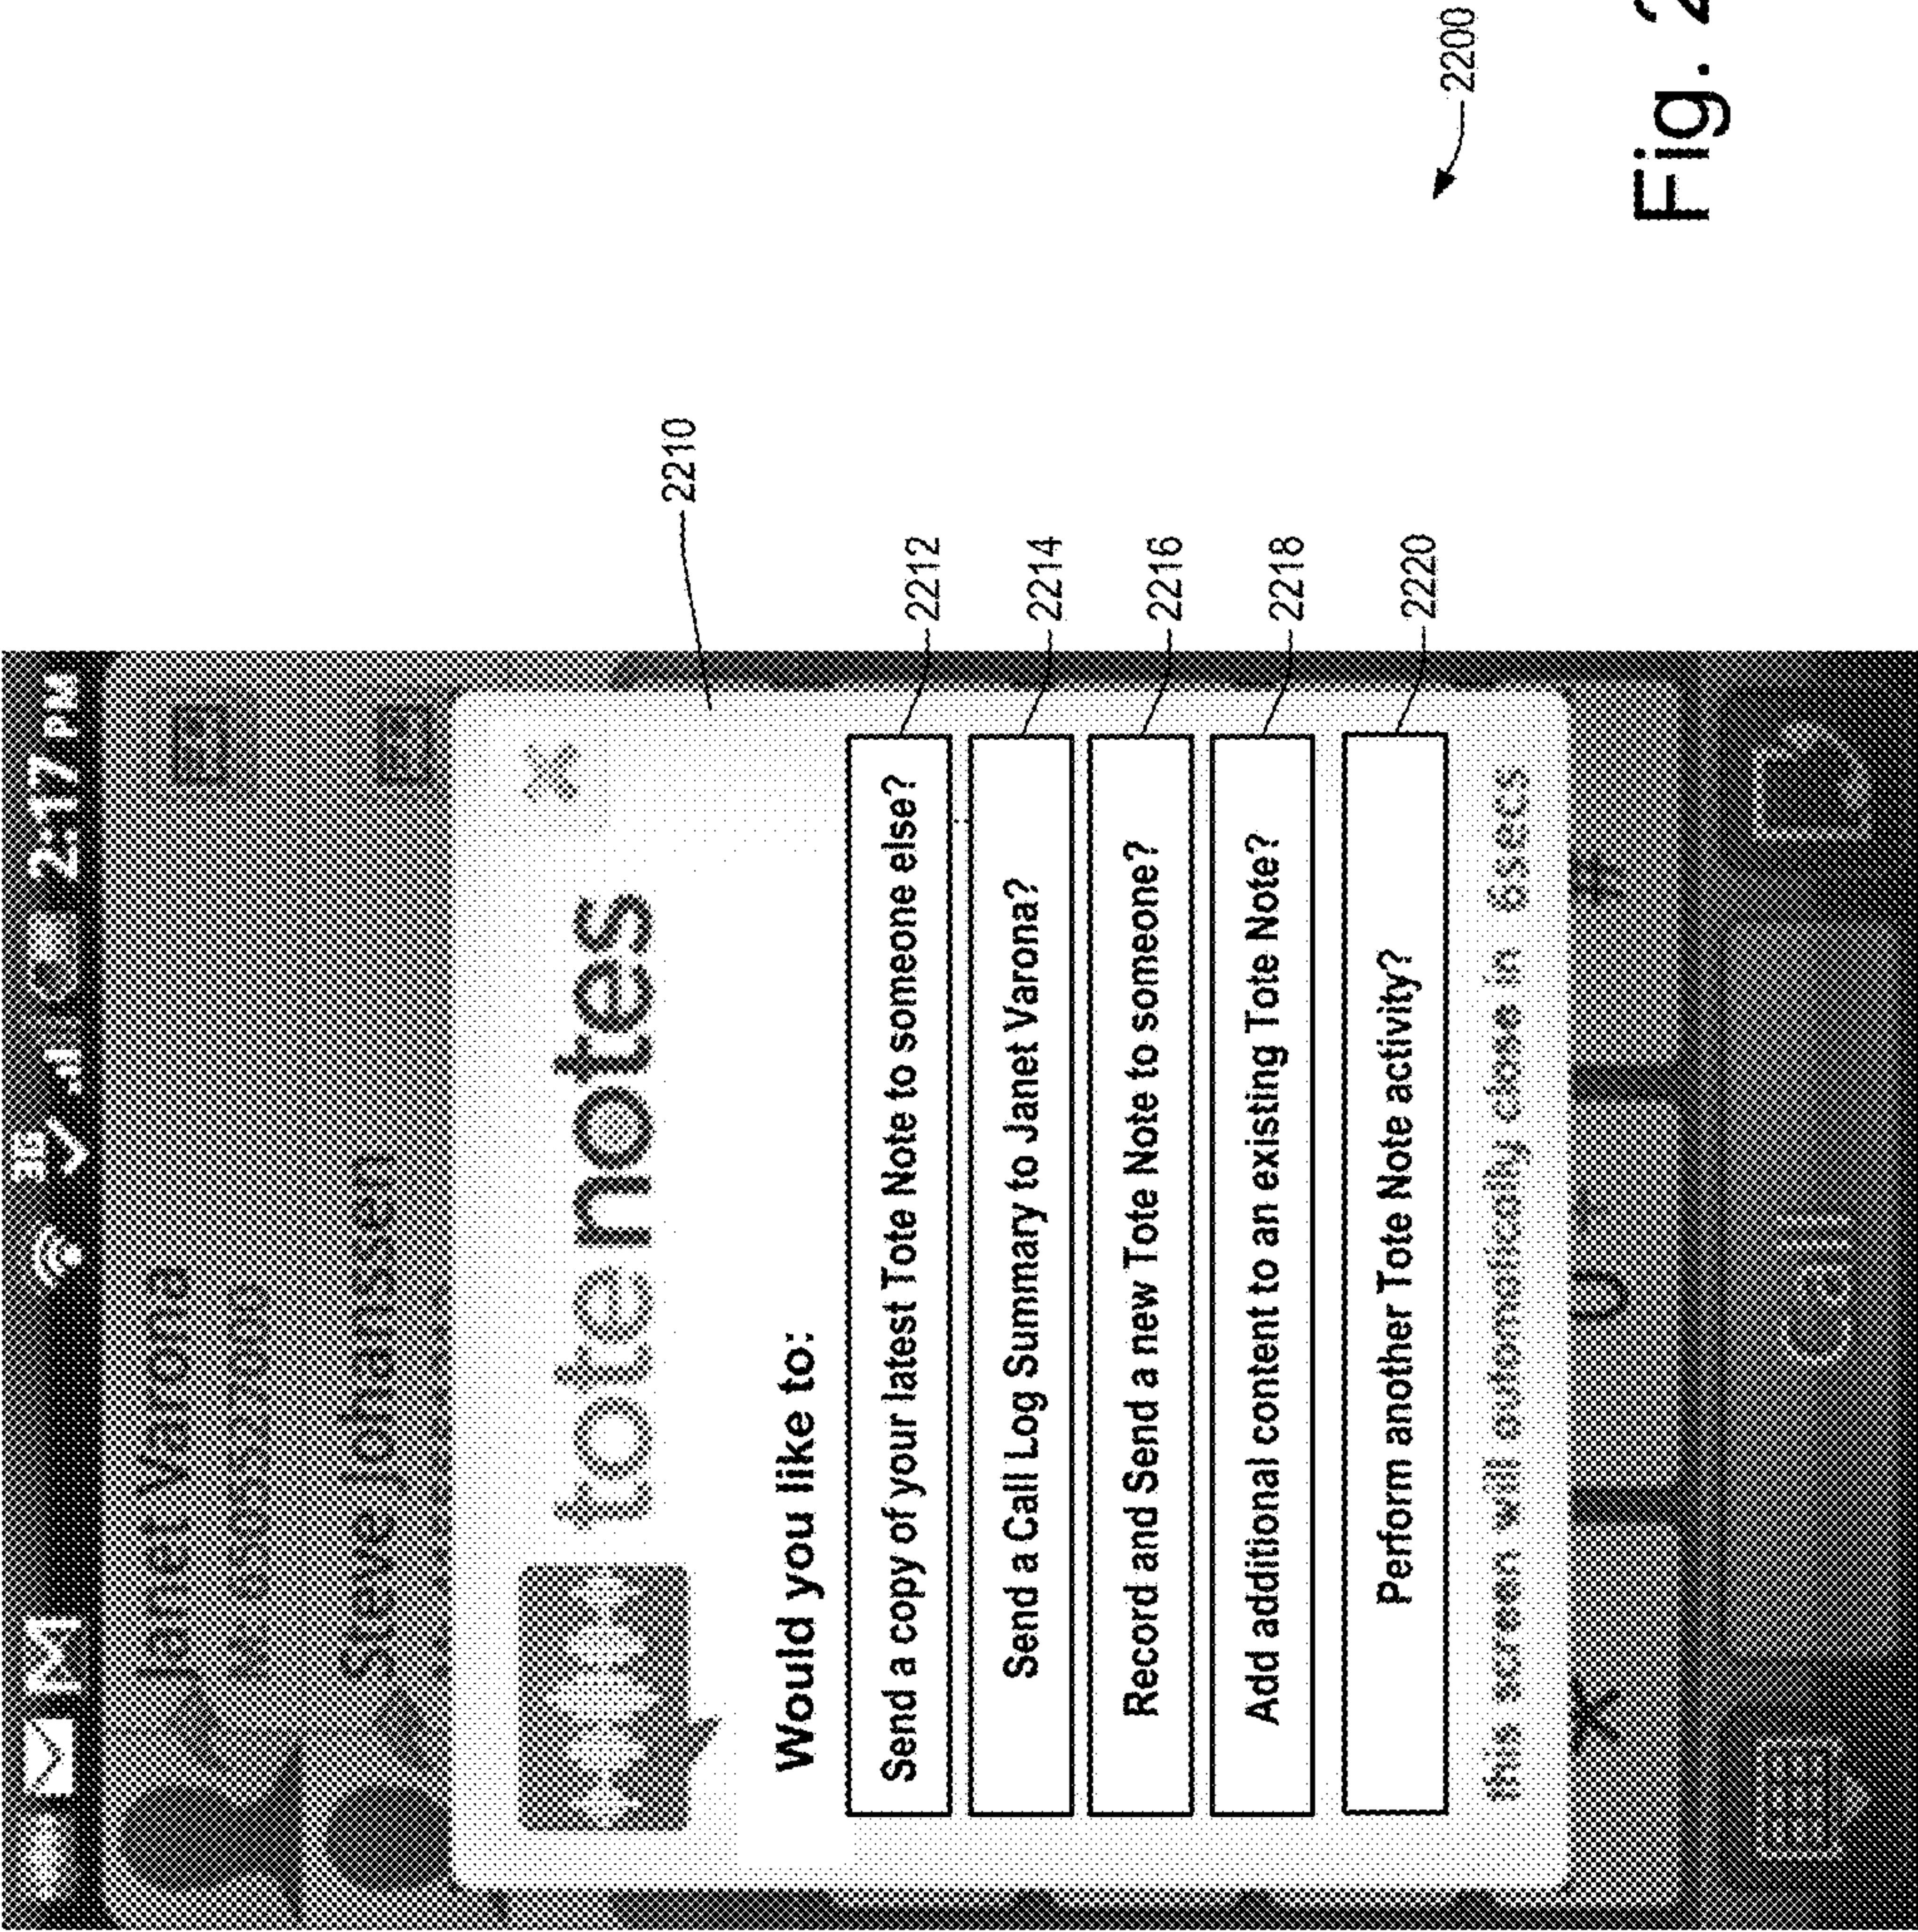 3G
2:17 PM
Janet Varona
Steve Johanssen
totenotes
X
Would you like to:
Send a copy of your latest Tote Note to someone else?
Send a Call Log Summary to Janet Varona?
Record and Send a new Tote Note to someone?
Add additional content to an existing Tote Note?
Perform another Tote Note activity?
this screen will automatically close in 6secs
#
Call
2210
2212
2214
2216
2218
2220
2200
Fig. 2